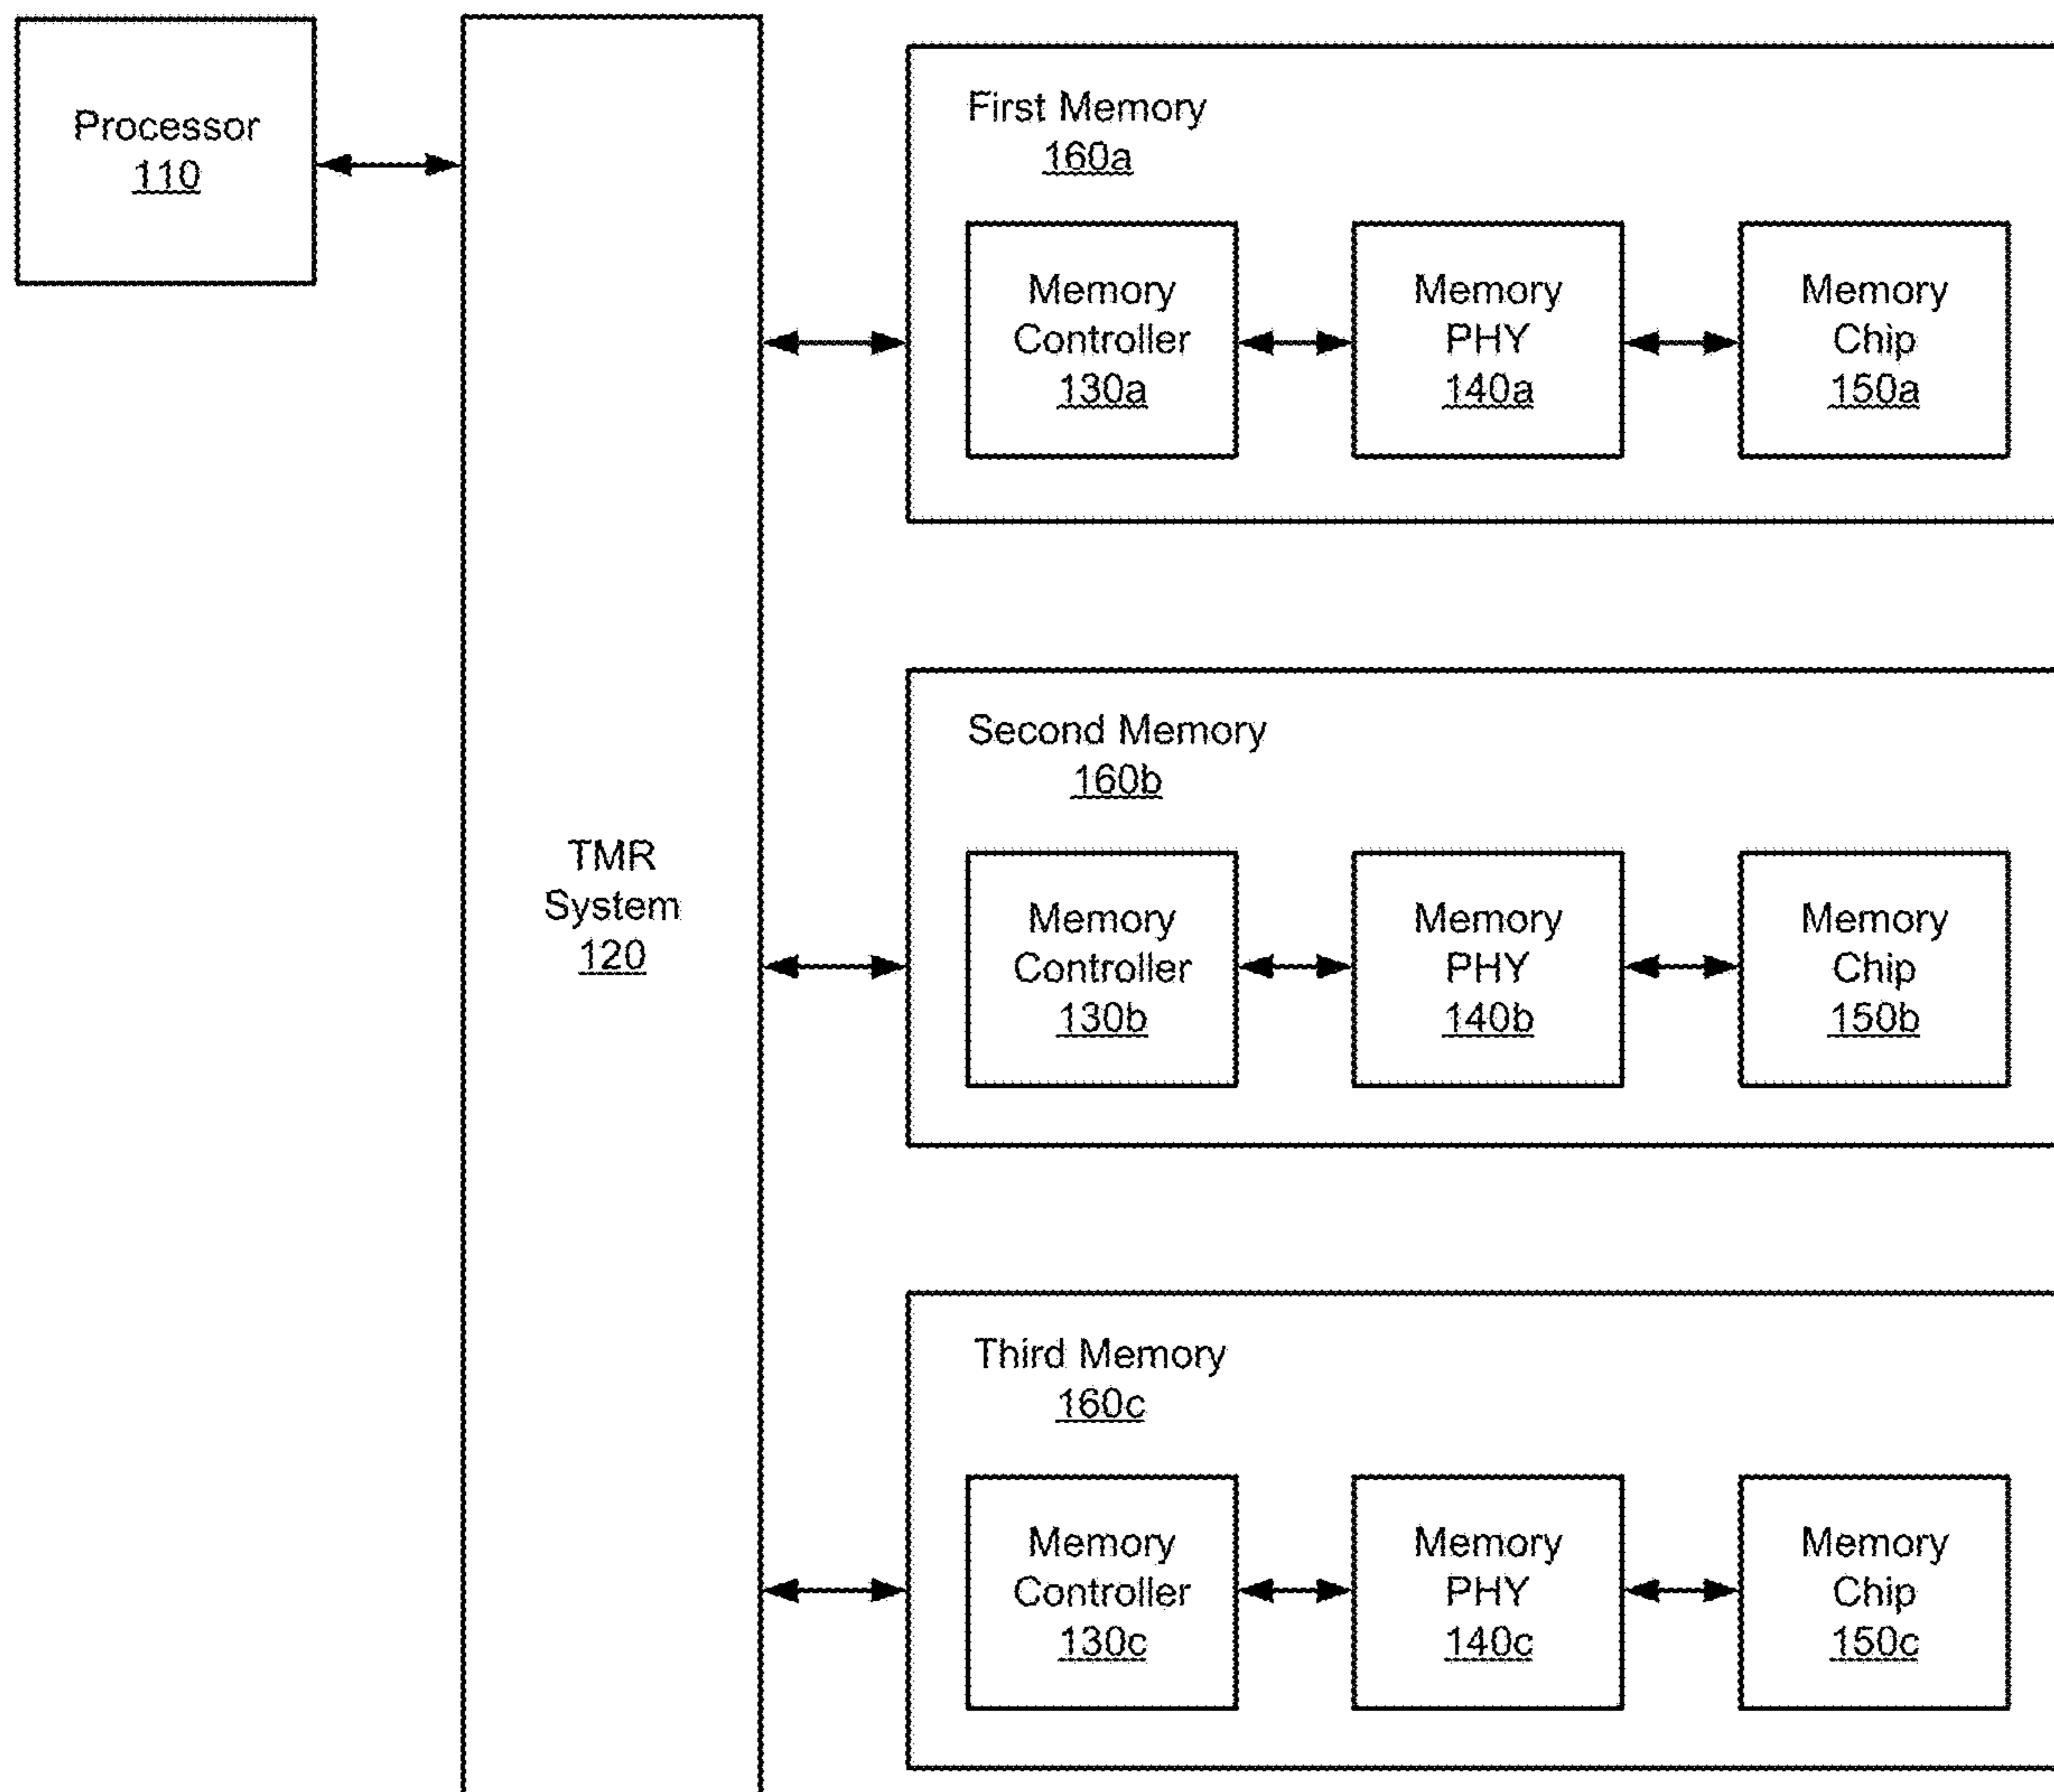 Processor
110
First Memory
160a
Memory
Controller
130a
Memory
PHY
140a
Memory
Chip
150a
Second Memory
160b
TMR
System
120
Memory
Controller
130b
Memory
PHY
140b
Memory
Chip
150b
Third Memory
160c
Memory
Controller
130c
Memory
PHY
140c
Memory
Chip
150c